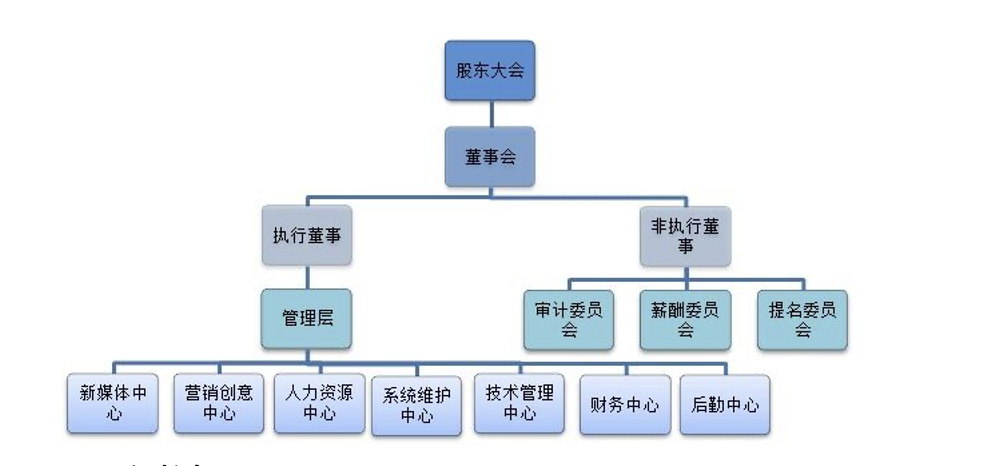 股东大会
董事会
执行董事
非执行董
事
管理层
审计委员
会
薪酬委员
会
提名委员
会
新媒体中
心
营销创意
中心
人力资源
中心
系统维护
中心
技术管理
中心
财务中心
后勤中心